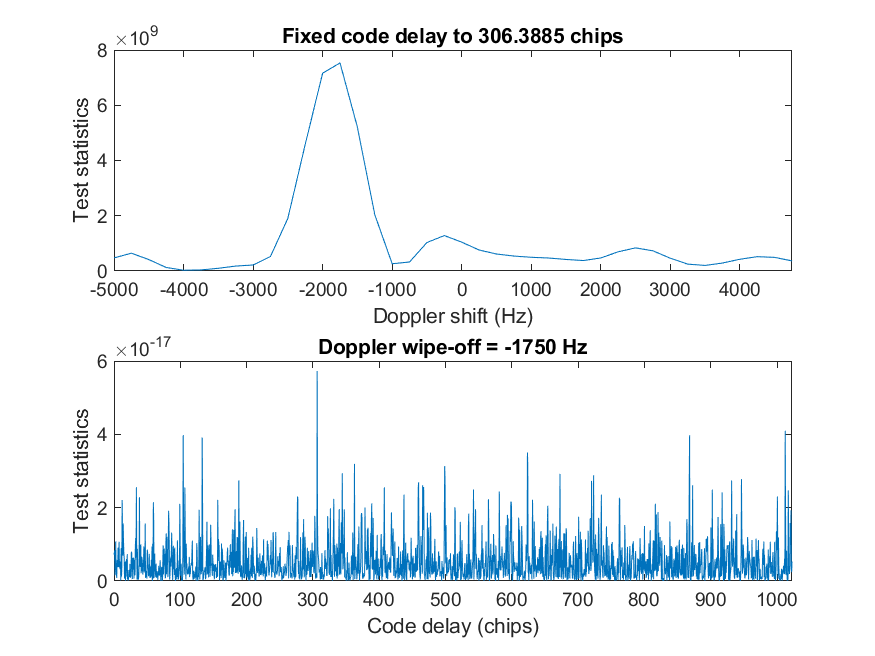 Fixed code delay to 306.3885 chips
×10^9
8
6
4
2
0
Test statistics
-5000 -4000 -3000 -2000 -1000 0 1000 2000 3000 4000
Doppler shift (Hz)
Doppler wipe-off = -1750 Hz
×10^-17
6
4
2
0
Test statistics
0 100 200 300 400 500 600 700 800 900 1000
Code delay (chips)